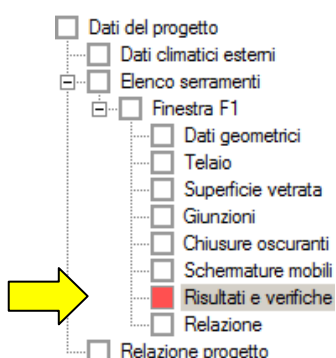 Dati del progetto
Dati climatici esterni
Elenco serramenti
Finestra F1
Dati geometrici
Telaio
Superficie vetrata
Giunzioni
Chiusure oscuranti
Schermature mobili
Risultati e verifiche
Relazione
Relazione progetto